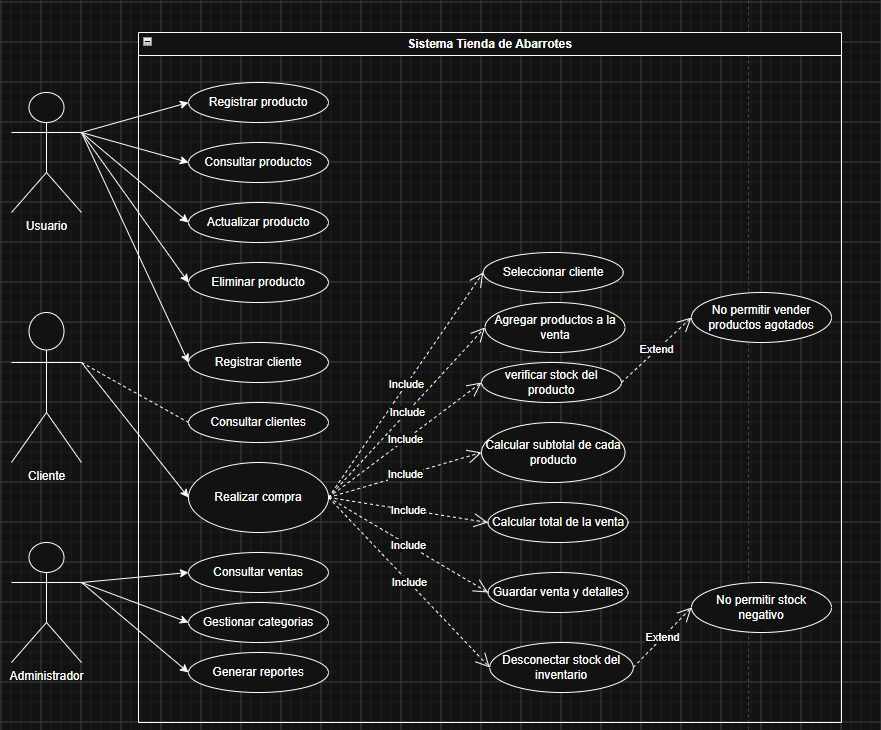 Sistema Tienda de Abarrotes
Registrar producto
Consultar productos
Actualizar producto
Usuario
Eliminar producto
Seleccionar cliente
Agregar productos a la
venta
No permitir vender
productos agotados
Extend
Registrar cliente
verificar stock del
producto
Include
Include
Consultar clientes
Include
Calcular subtotal de cada
producto
Cliente
Include
Realizar compra
Include
Calcular total de la venta
Include
Consultar ventas
Include
Guardar venta y detalles
No permitir stock
negativo
Gestionar categorias
Extend
Desconectar stock del
inventario
Generar reportes
Administrador